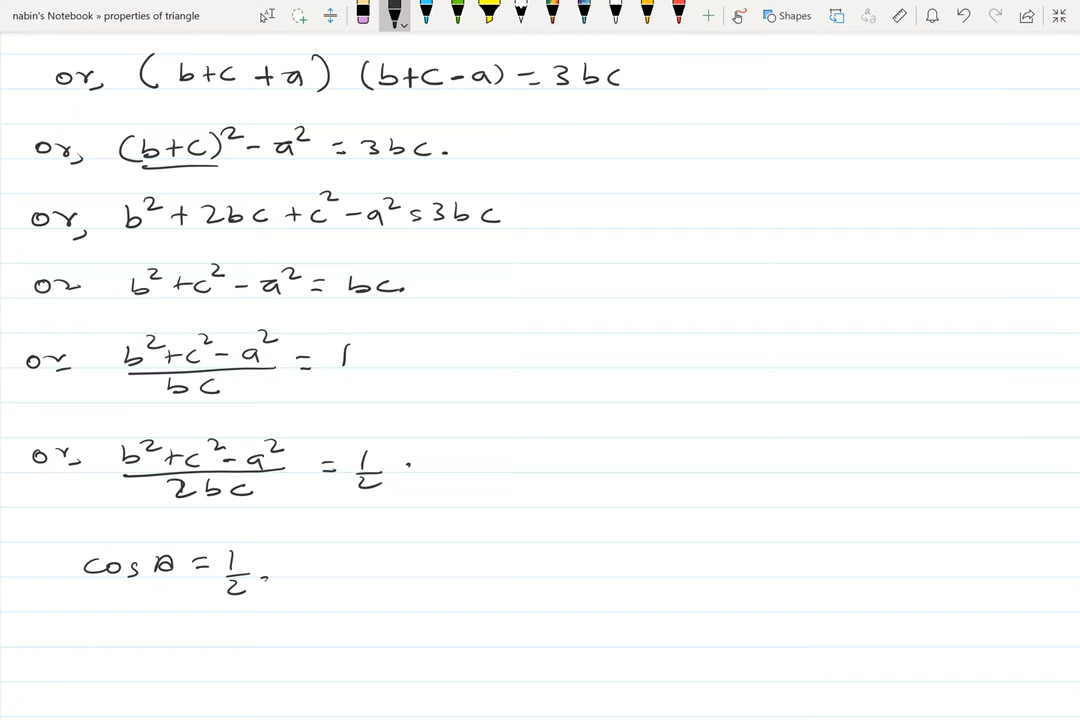 nabin's Notebook » properties of triangle
Shapes
or, (b+c+a) (b+c-a) = 3bc
or, (b+c)² - a² = 3bc.
or, b² + 2bc + c² - a² = 3bc
or b² + c² - a² = bc.
or (b² + c² - a²)/bc = 1
or, (b² + c² - a²)/2bc = 1/2.
cos A = 1/2.